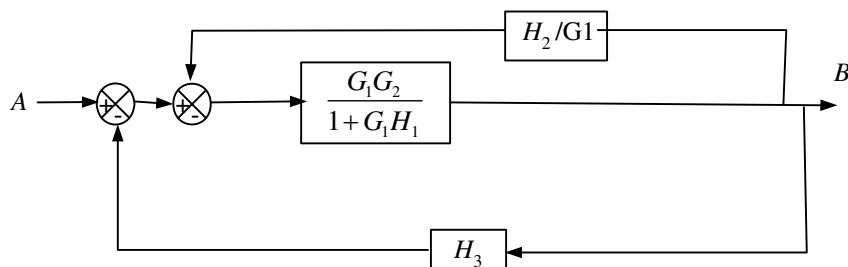 H₂/G1
A
+
-
+
-
G₁G₂
1+G₁H₁
B
H₃